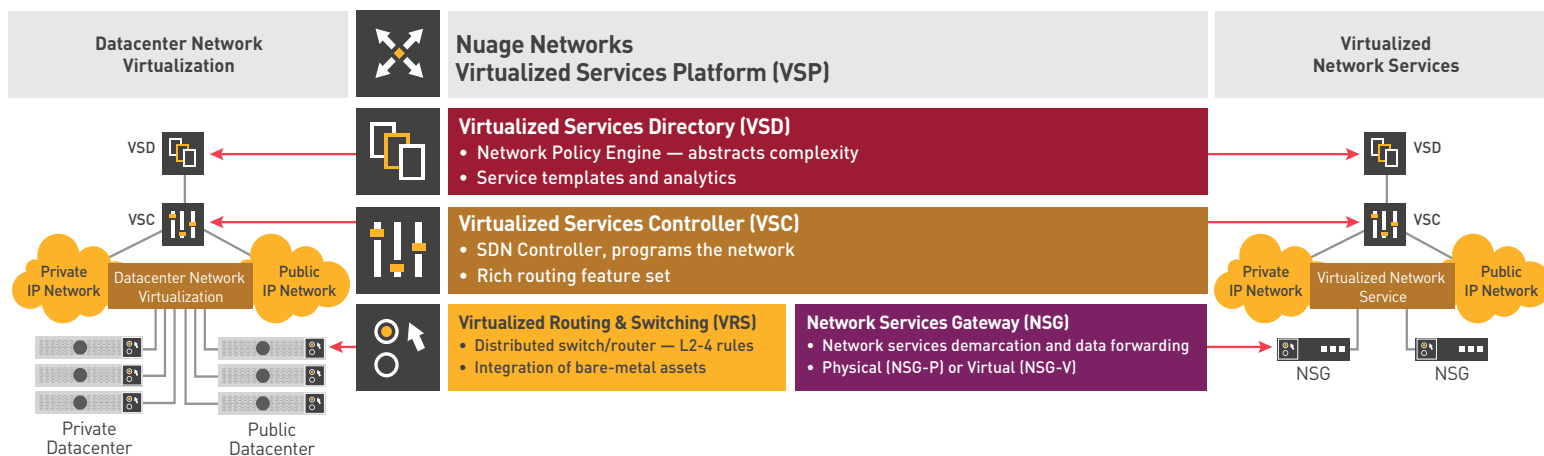 Datacenter Network
Virtualization
Nuage Networks
Virtualized Services Platform (VSP)
Virtualized
Network Services
VSD
VSC
Private
IP Network
Datacenter Network
Virtualization
Public
IP Network
Private
Datacenter
Public
Datacenter
Virtualized Services Directory (VSD)
• Network Policy Engine — abstracts complexity
• Service templates and analytics
Virtualized Services Controller (VSC)
• SDN Controller, programs the network
• Rich routing feature set
Virtualized Routing & Switching (VRS)
• Distributed switch/router — L2-4 rules
• Integration of bare-metal assets
Network Services Gateway (NSG)
• Network services demarcation and data forwarding
• Physical (NSG-P) or Virtual (NSG-V)
VSD
VSC
Private
IP Network
Virtualized Network
Service
Public
IP Network
NSG
NSG